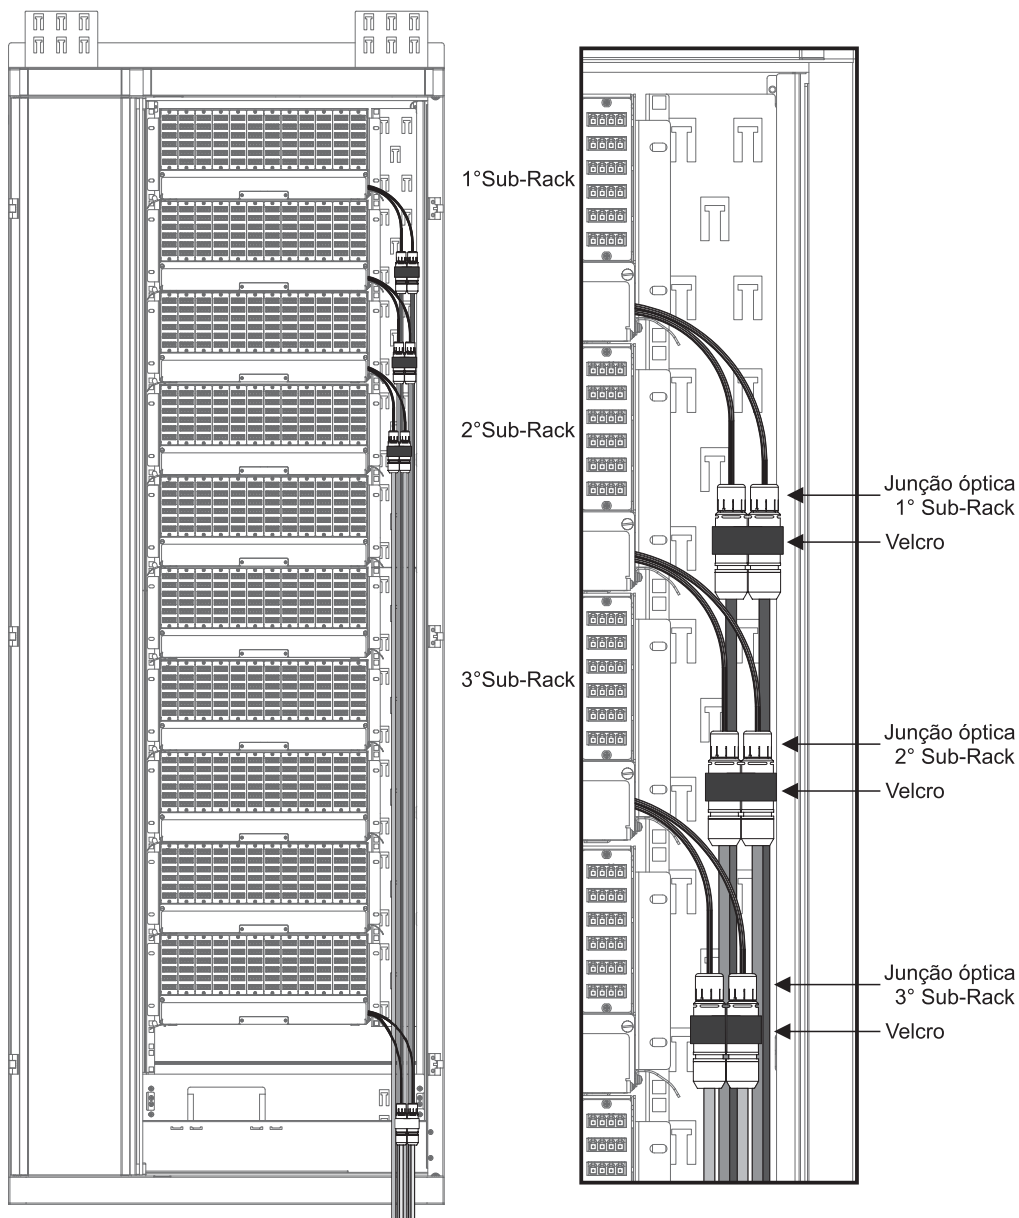 1°Sub-Rack
2°Sub-Rack
3°Sub-Rack
Junção óptica
1° Sub-Rack
Velcro
Junção óptica
2° Sub-Rack
Velcro
Junção óptica
3° Sub-Rack
Velcro